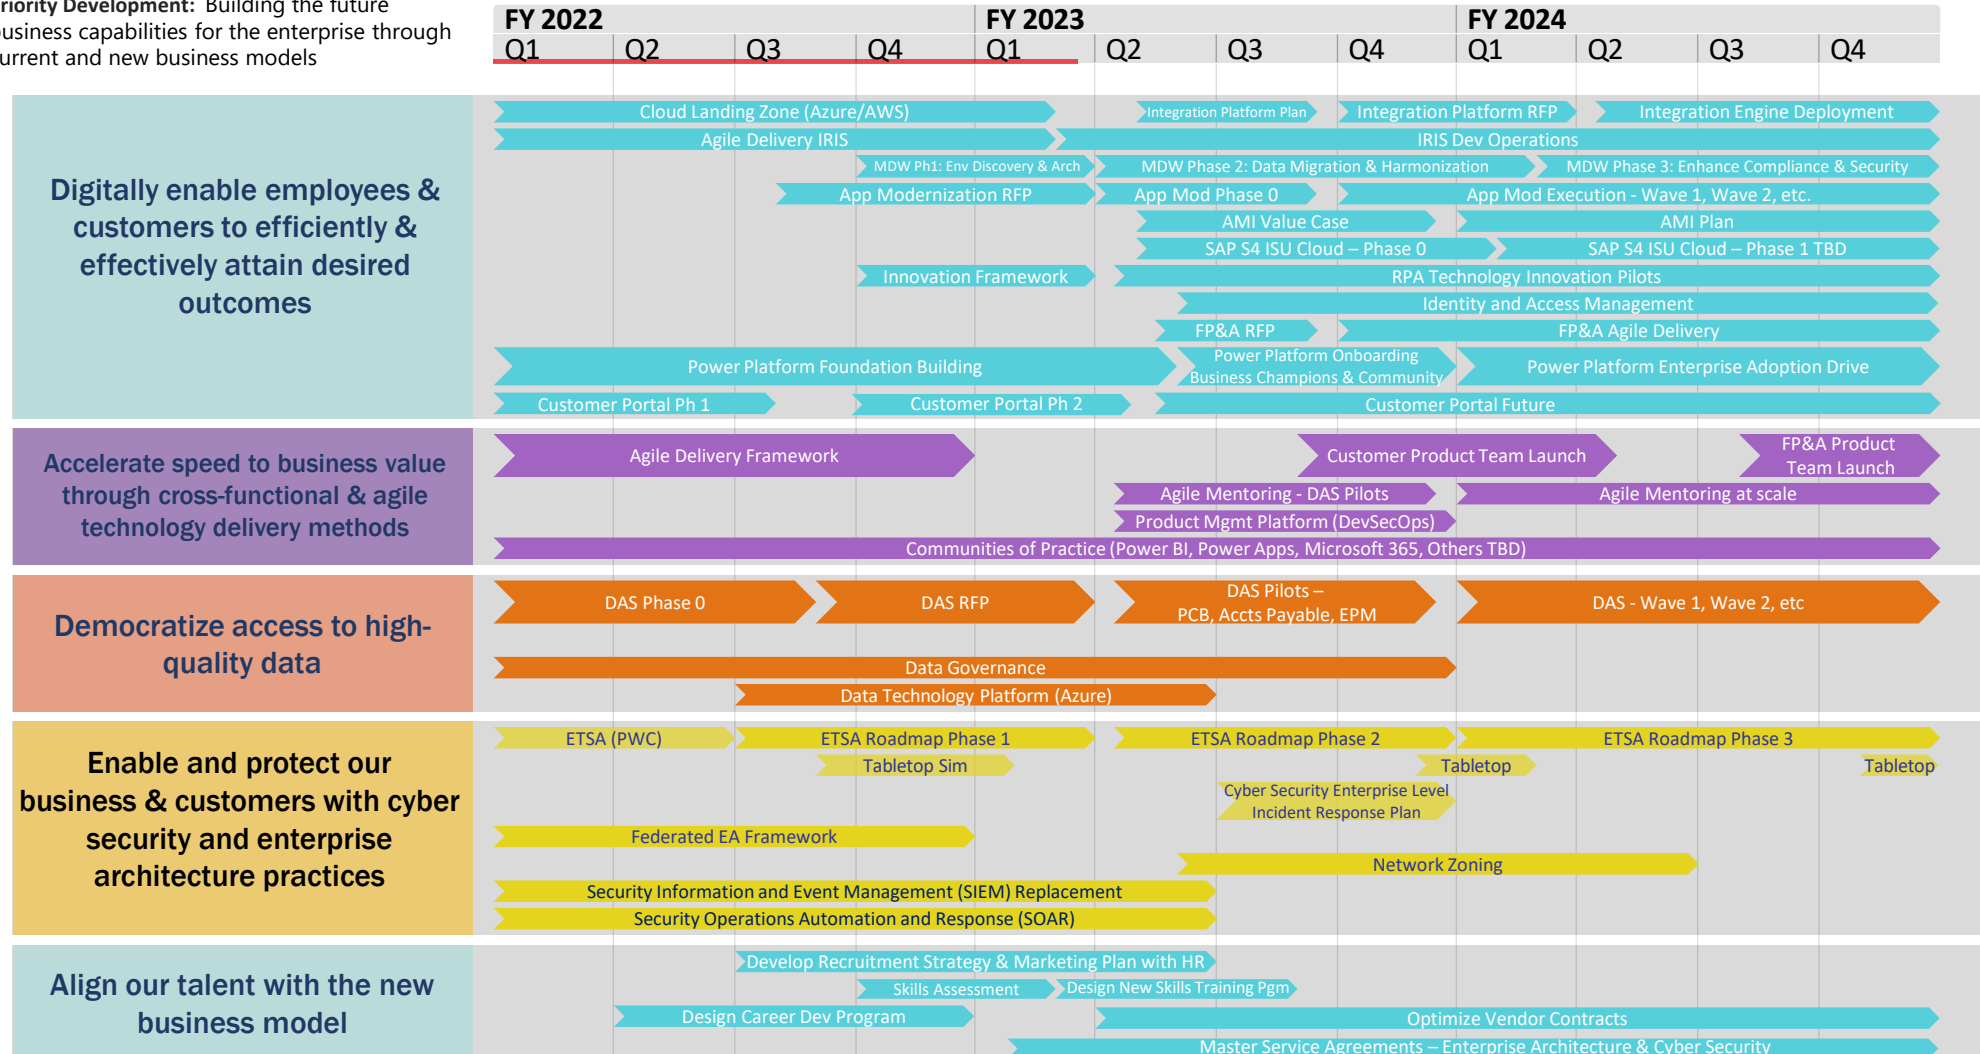 Priority Development: Building the future
business capabilities for the enterprise through
current and new business models
FY 2022 FY 2023 FY 2024
Q1 Q2 Q3 Q4 Q1 Q2 Q3 Q4 Q1 Q2 Q3 Q4
Digitally enable employees &
customers to efficiently &
effectively attain desired
outcomes
Cloud Landing Zone (Azure/AWS) Integration Platform Plan Integration Platform RFP Integration Engine Deployment
Agile Delivery IRIS IRIS Dev Operations
MDW Ph1: Env Discovery & Arch MDW Phase 2: Data Migration & Harmonization MDW Phase 3: Enhance Compliance & Security
App Modernization RFP App Mod Phase 0 App Mod Execution - Wave 1, Wave 2, etc.
AMI Value Case AMI Plan
SAP S4 ISU Cloud – Phase 0 SAP S4 ISU Cloud – Phase 1 TBD
Innovation Framework RPA Technology Innovation Pilots
Identity and Access Management
FP&A RFP FP&A Agile Delivery
Power Platform Foundation Building
Power Platform Onboarding
Business Champions & Community
Power Platform Enterprise Adoption Drive
Customer Portal Ph 1 Customer Portal Ph 2 Customer Portal Future
Accelerate speed to business value
through cross-functional & agile
technology delivery methods
Agile Delivery Framework Customer Product Team Launch
FP&A Product
Team Launch
Agile Mentoring - DAS Pilots Agile Mentoring at scale
Product Mgmt Platform (DevSecOps)
Communities of Practice (Power BI, Power Apps, Microsoft 365, Others TBD)
Democratize access to high-
quality data
DAS Phase 0 DAS RFP
DAS Pilots –
PCB, Accts Payable, EPM
DAS - Wave 1, Wave 2, etc
Data Governance
Data Technology Platform (Azure)
Enable and protect our
business & customers with cyber
security and enterprise
architecture practices
ETSA (PWC) ETSA Roadmap Phase 1 ETSA Roadmap Phase 2 ETSA Roadmap Phase 3
Tabletop Sim Tabletop Tabletop
Cyber Security Enterprise Level
Incident Response Plan
Federated EA Framework
Network Zoning
Security Information and Event Management (SIEM) Replacement
Security Operations Automation and Response (SOAR)
Align our talent with the new
business model
Develop Recruitment Strategy & Marketing Plan with HR
Skills Assessment Design New Skills Training Pgm
Design Career Dev Program Optimize Vendor Contracts
Master Service Agreements – Enterprise Architecture & Cyber Security